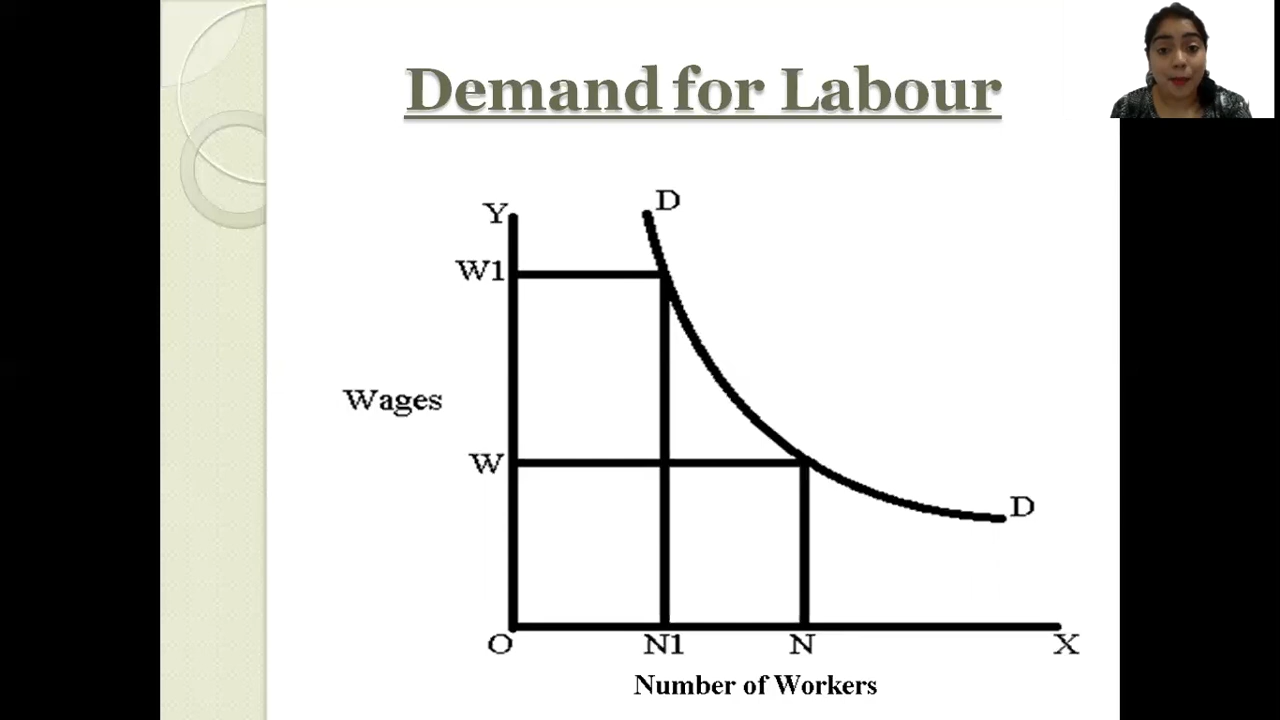 Demand for Labour
D
Y
W1
Wages
W
D
O N1 N X
Number of Workers